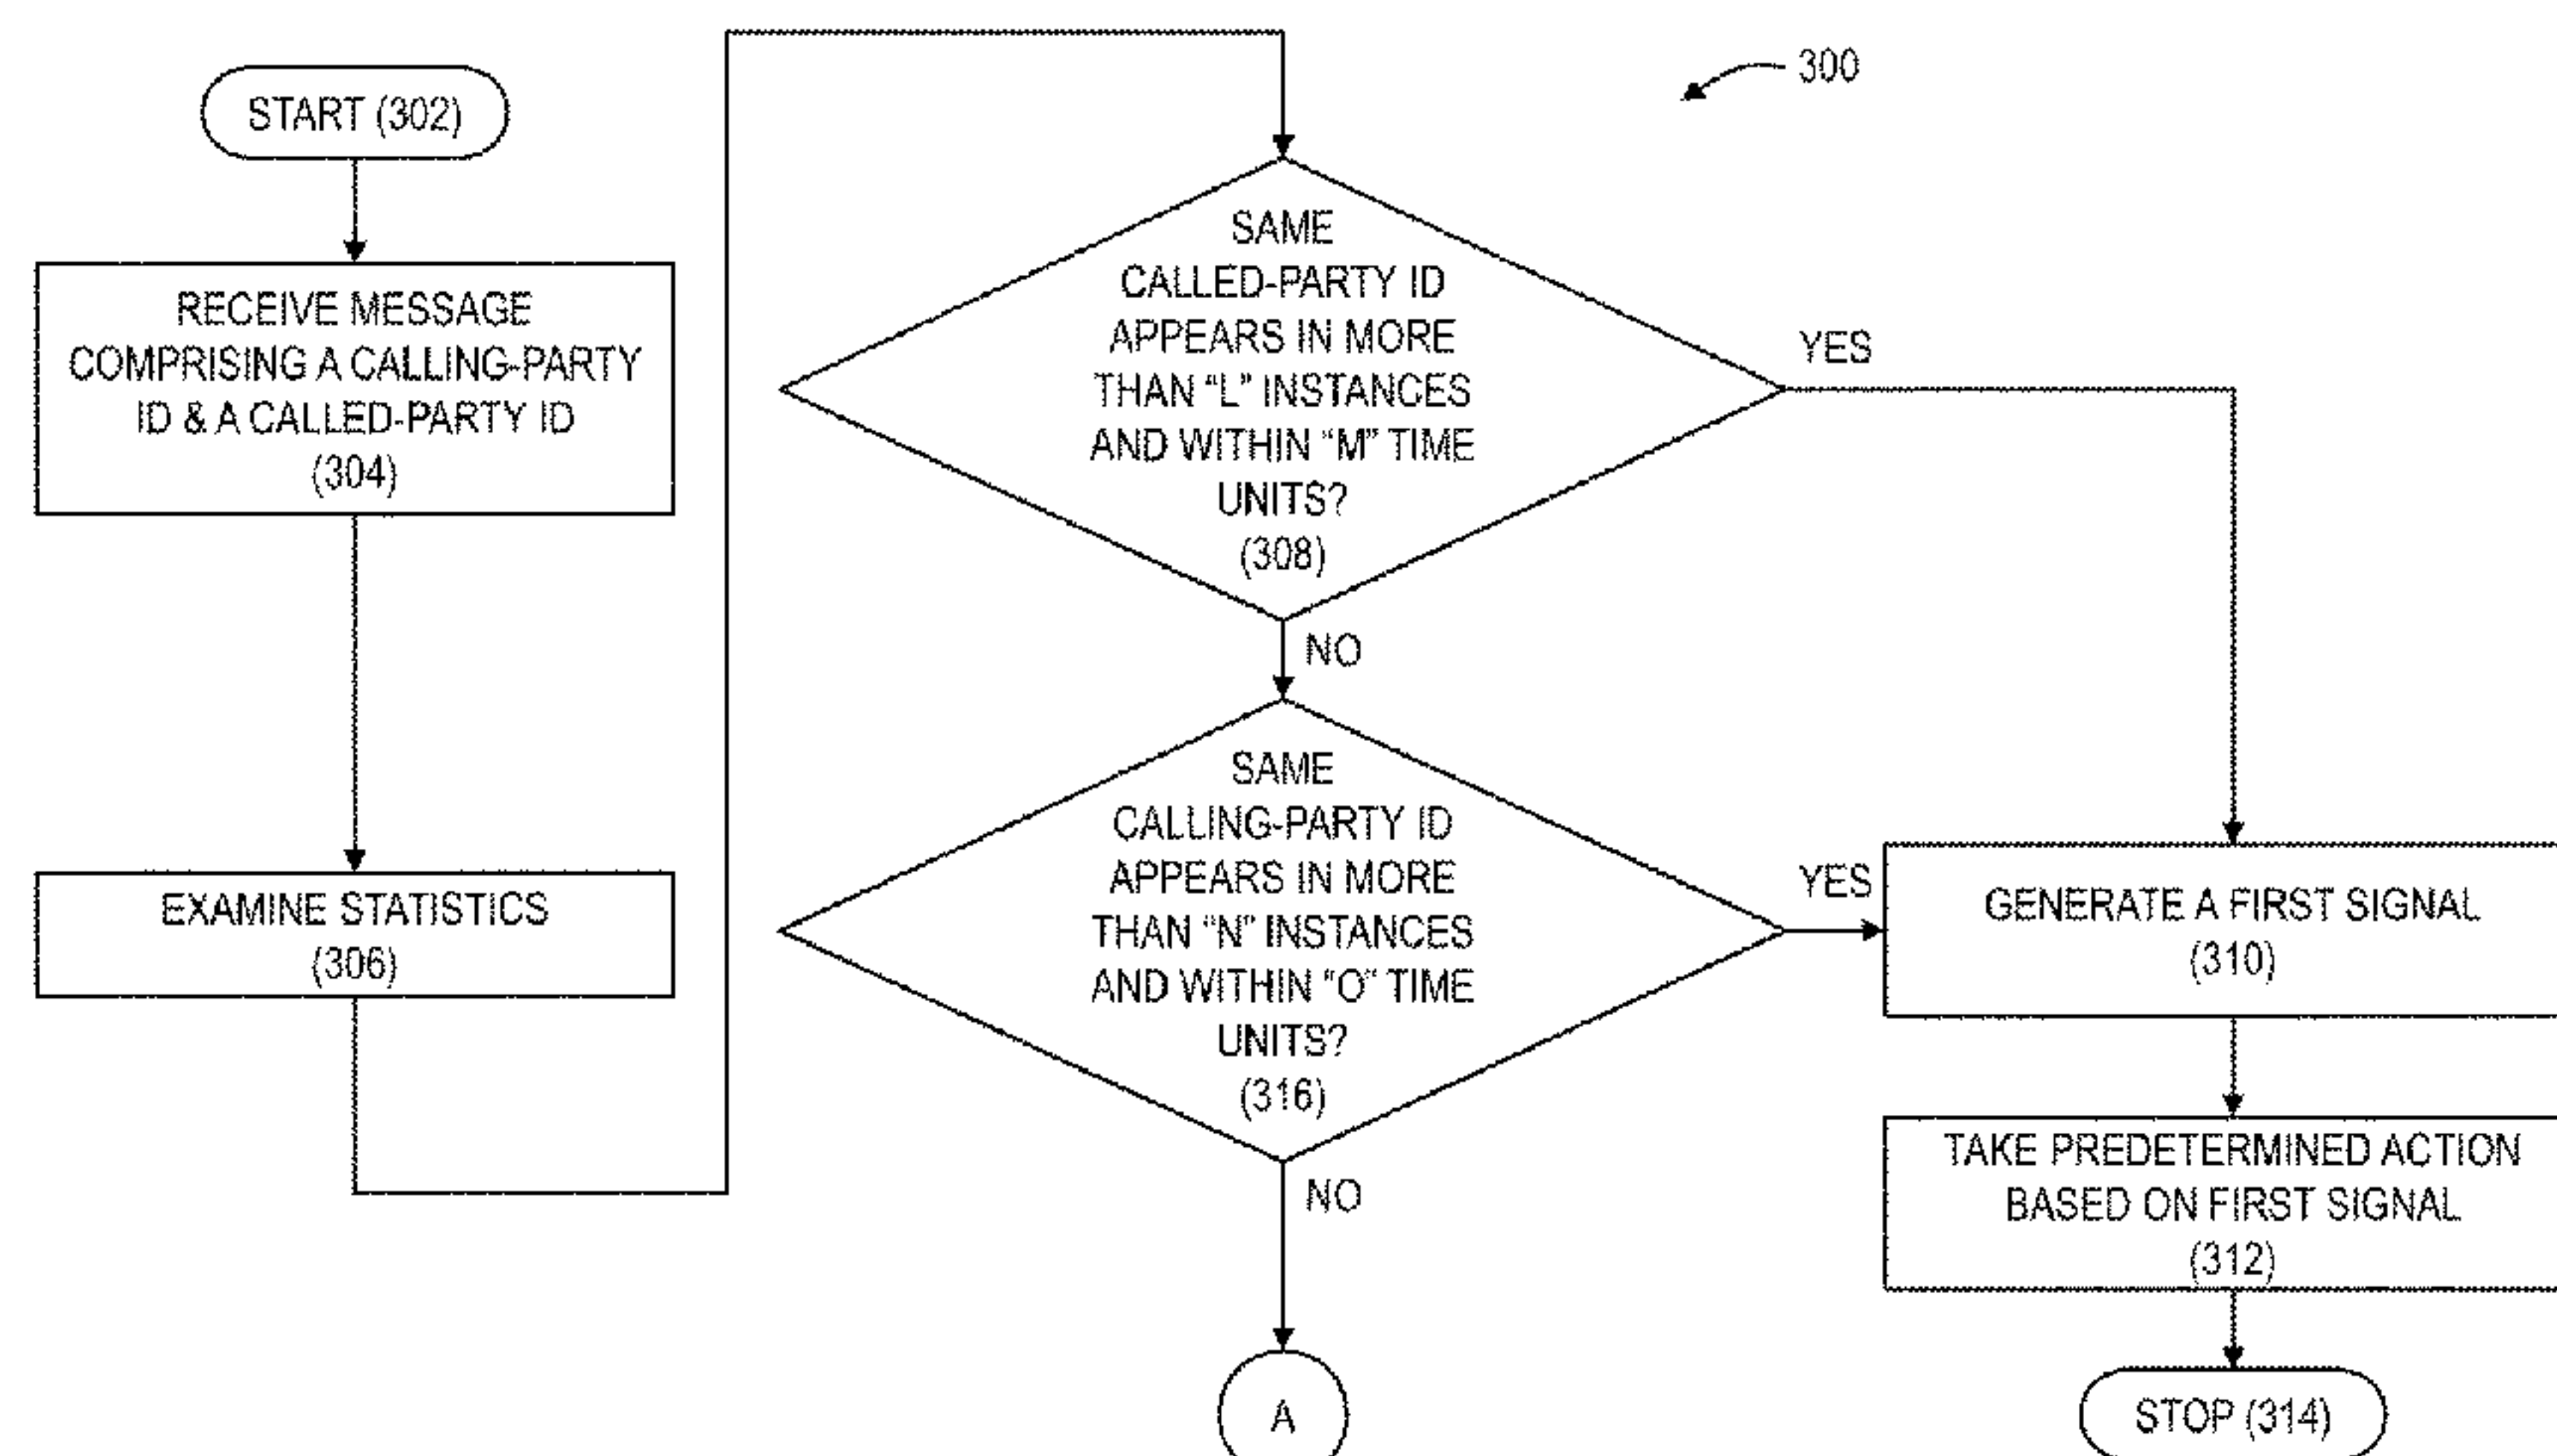 300
START (302)
RECEIVE MESSAGE
COMPRISING A CALLING-PARTY
ID & A CALLED-PARTY ID
(304)
EXAMINE STATISTICS
(306)
SAME
CALLED-PARTY ID
APPEARS IN MORE
THAN “L” INSTANCES
AND WITHIN “M” TIME
UNITS?
(308)
YES
NO
SAME
CALLING-PARTY ID
APPEARS IN MORE
THAN “N” INSTANCES
AND WITHIN “O” TIME
UNITS?
(316)
YES
NO
A
GENERATE A FIRST SIGNAL
(310)
TAKE PREDETERMINED ACTION
BASED ON FIRST SIGNAL
(312)
STOP (314)